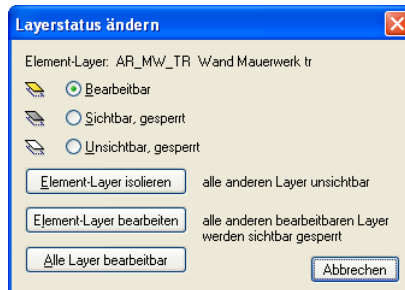 Layerstatus ändern
Element-Layer: AR_MW_TR Wand Mauerwerk tr
Bearbeitbar
Sichtbar, gesperrt
Unsichtbar, gesperrt
Element-Layer isolieren alle anderen Layer unsichtbar
Element-Layer bearbeiten alle anderen bearbeitbaren Layer
werden sichtbar gesperrt
Alle Layer bearbeitbar
Abbrechen